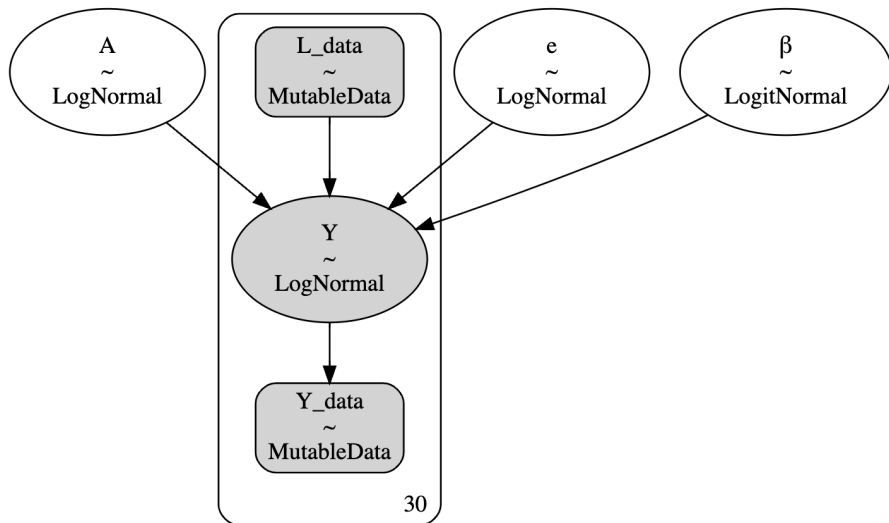 A
~
LogNormal
L_data
~
MutableData
e
~
LogNormal
β
~
LogitNormal
Y
~
LogNormal
Y_data
~
MutableData
30